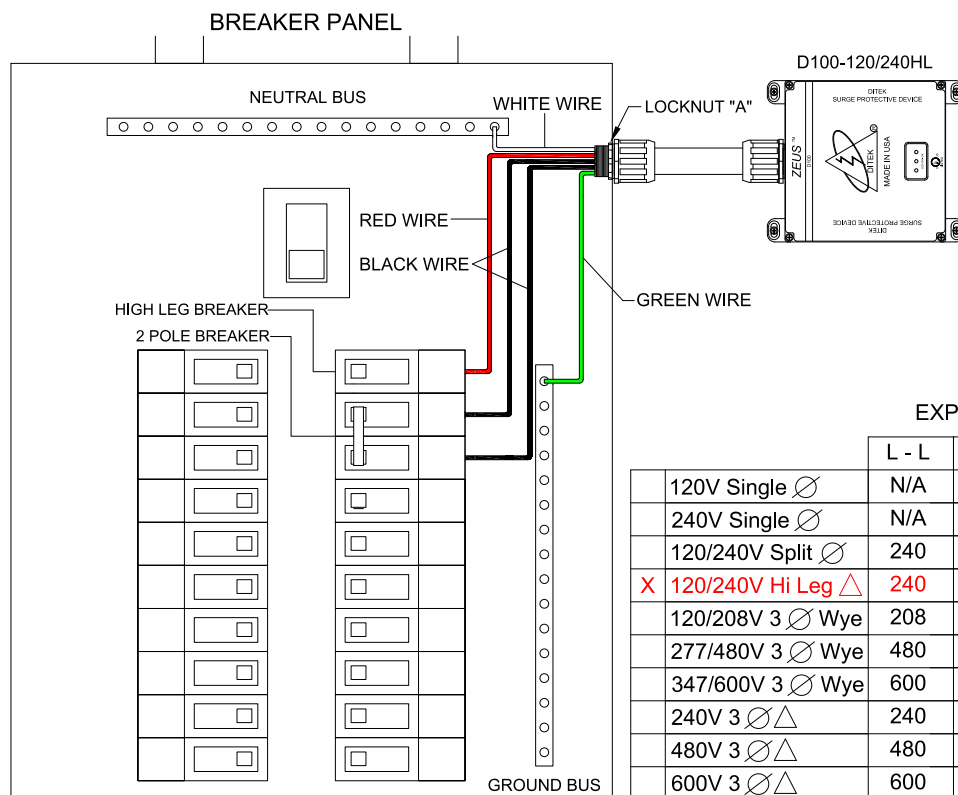 BREAKER PANEL
D100-120/240HL
NEUTRAL BUS
WHITE WIRE
LOCKNUT "A"
DITEK
SURGE PROTECTIVE DEVICE
ZEUS™
D100
DITEK
®
MADE IN USA
DITEK
SURGE PROTECTIVE DEVICE
RED WIRE
BLACK WIRE
GREEN WIRE
HIGH LEG BREAKER
2 POLE BREAKER
GROUND BUS
EXP
L - L
120V Single ∅ N/A
240V Single ∅ N/A
120/240V Split ∅ 240
X 120/240V Hi Leg △ 240
120/208V 3 ∅ Wye 208
277/480V 3 ∅ Wye 480
347/600V 3 ∅ Wye 600
240V 3 ∅ △ 240
480V 3 ∅ △ 480
600V 3 ∅ △ 600